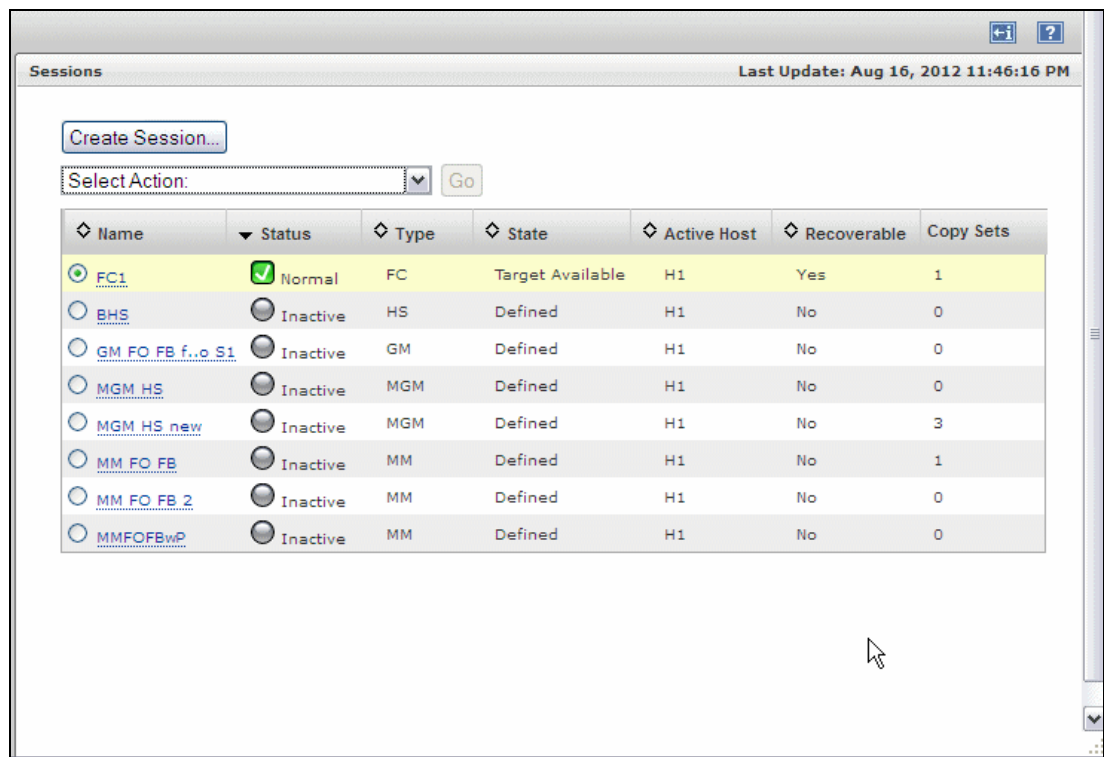 Sessions Last Update: Aug 16, 2012 11:46:16 PM
Create Session...
Select Action: Go
Name Status Type State Active Host Recoverable Copy Sets
FC1 Normal FC Target Available H1 Yes 1
BHS Inactive HS Defined H1 No 0
GM FO FB f..o S1 Inactive GM Defined H1 No 0
MGM HS Inactive MGM Defined H1 No 0
MGM HS new Inactive MGM Defined H1 No 3
MM FO FB Inactive MM Defined H1 No 1
MM FO FB 2 Inactive MM Defined H1 No 0
MMFOFBwP Inactive MM Defined H1 No 0